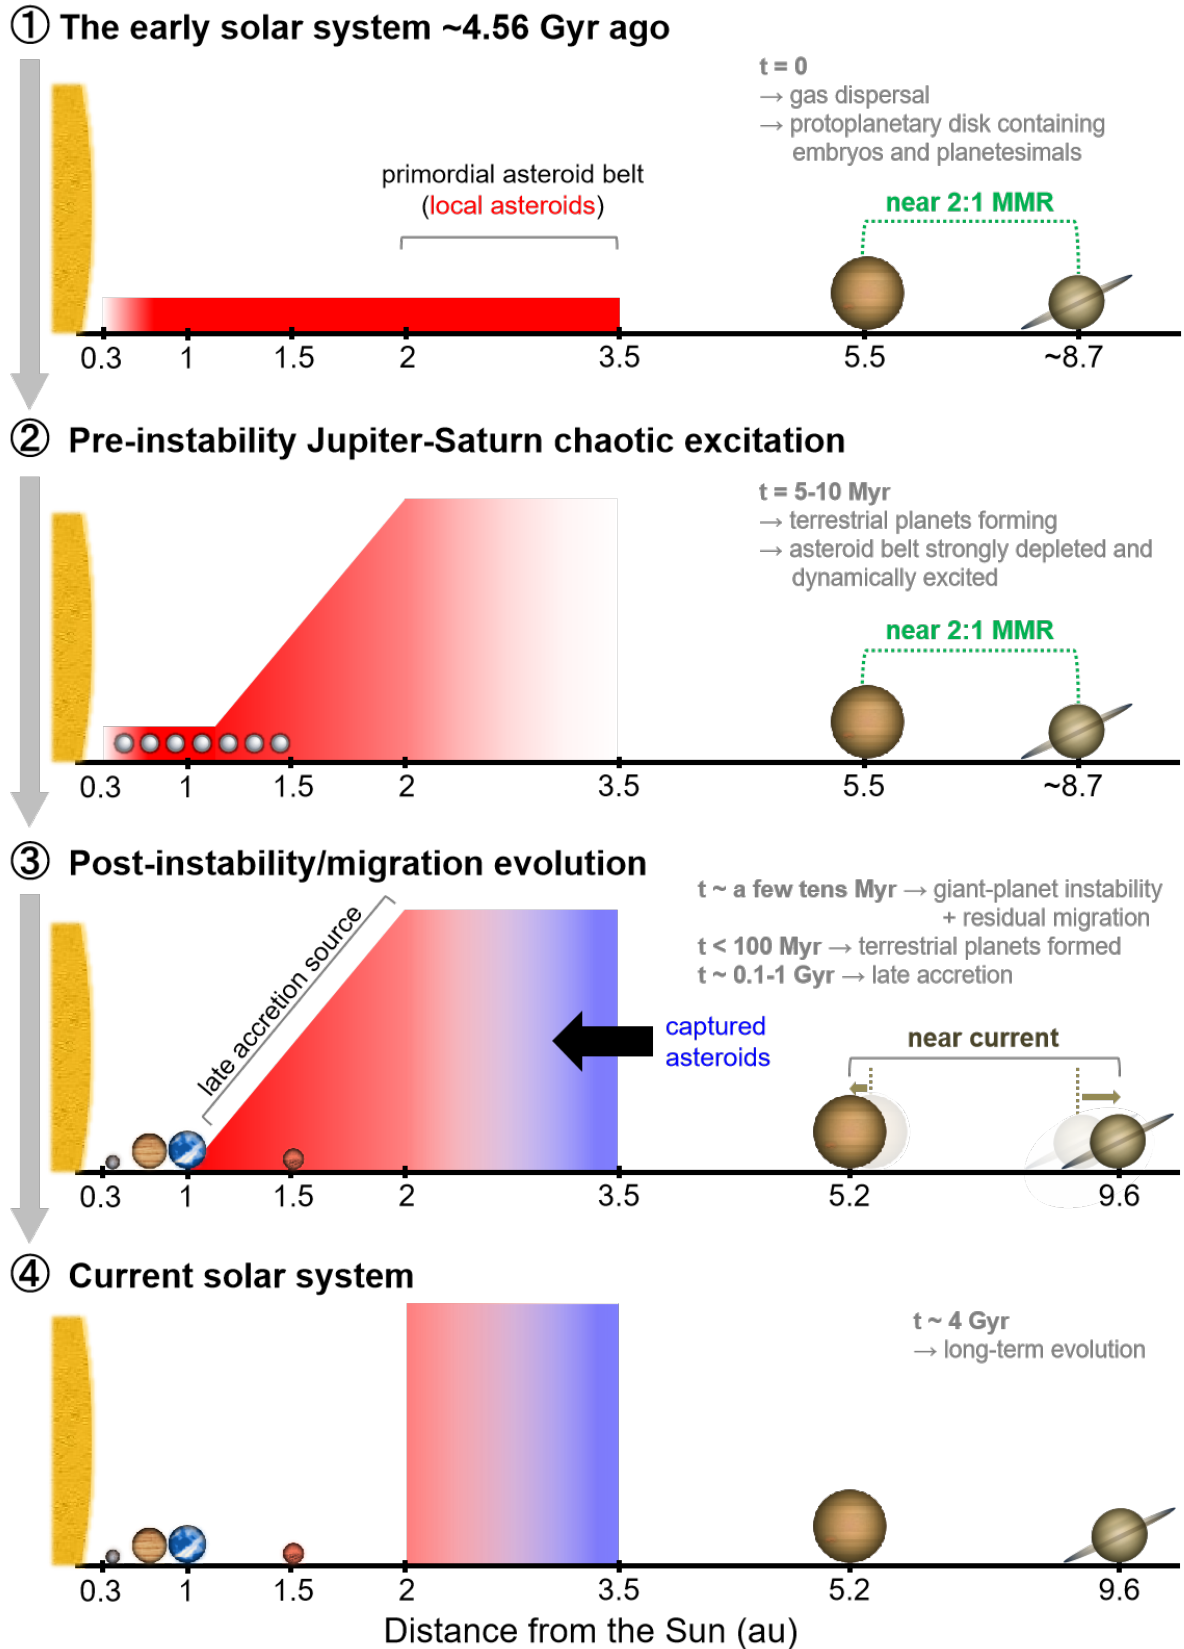 ① The early solar system ~4.56 Gyr ago
t = 0
→ gas dispersal
→ protoplanetary disk containing
embryos and planetesimals
primordial asteroid belt
(local asteroids)
near 2:1 MMR
0.3 1 1.5 2 3.5 5.5 ~8.7
② Pre-instability Jupiter-Saturn chaotic excitation
t = 5-10 Myr
→ terrestrial planets forming
→ asteroid belt strongly depleted and
dynamically excited
near 2:1 MMR
0.3 1 1.5 2 3.5 5.5 ~8.7
③ Post-instability/migration evolution
t ~ a few tens Myr → giant-planet instability
+ residual migration
t < 100 Myr → terrestrial planets formed
t ~ 0.1-1 Gyr → late accretion
late accretion source
captured
asteroids
near current
0.3 1 1.5 2 3.5 5.2 9.6
④ Current solar system
t ~ 4 Gyr
→ long-term evolution
0.3 1 1.5 2 3.5 5.2 9.6
Distance from the Sun (au)